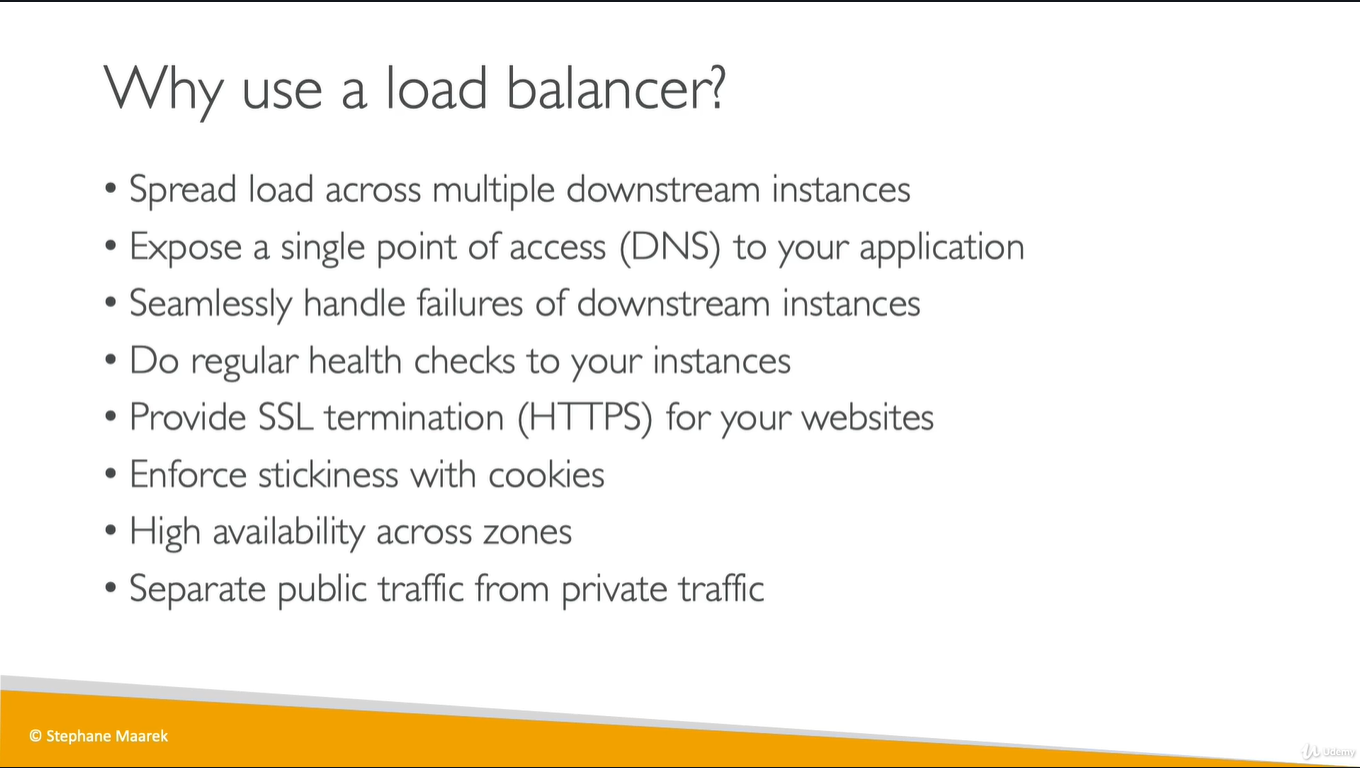 Why use a load balancer?
• Spread load across multiple downstream instances
• Expose a single point of access (DNS) to your application
• Seamlessly handle failures of downstream instances
• Do regular health checks to your instances
• Provide SSL termination (HTTPS) for your websites
• Enforce stickiness with cookies
• High availability across zones
• Separate public traffic from private traffic
© Stephane Maarek
Udemy